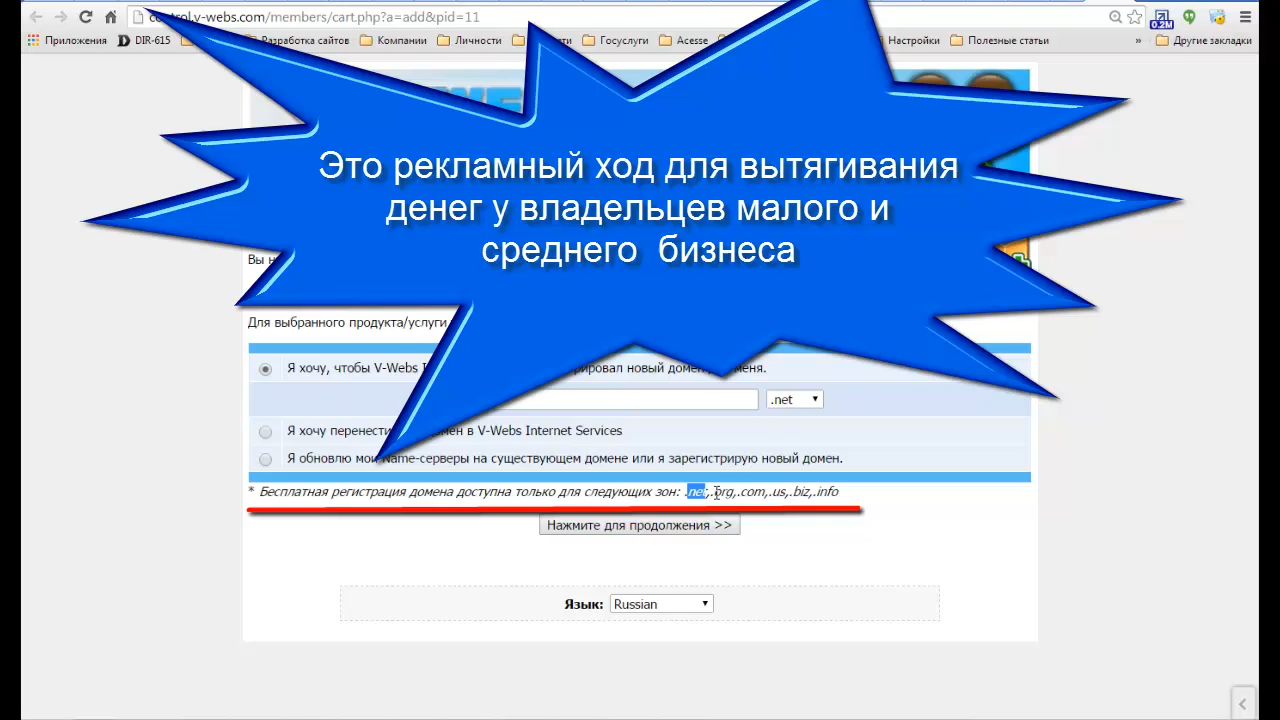 control.v-webs.com/members/cart.php?a=add&pid=11
0.2M
Приложения DIR-615 Разработка сайтов Компании Личности Госуслуги Acesse Настройки Полезные статьи » Другие закладки
Это рекламный ход для вытягивания
денег у владельцев малого и
среднего бизнеса
Вы
Для выбранного продукта/услуги
Я хочу, чтобы V-Webs
.net
Я хочу перенести в V-Webs Internet Services
Я обновлю мои Name-серверы на существующем домене или я зарегистрирую новый домен.
* Бесплатная регистрация домена доступна только для следующих зон: .net,.org,.com,.us,.biz,.info
Нажмите для продолжения >>
Язык: Russian